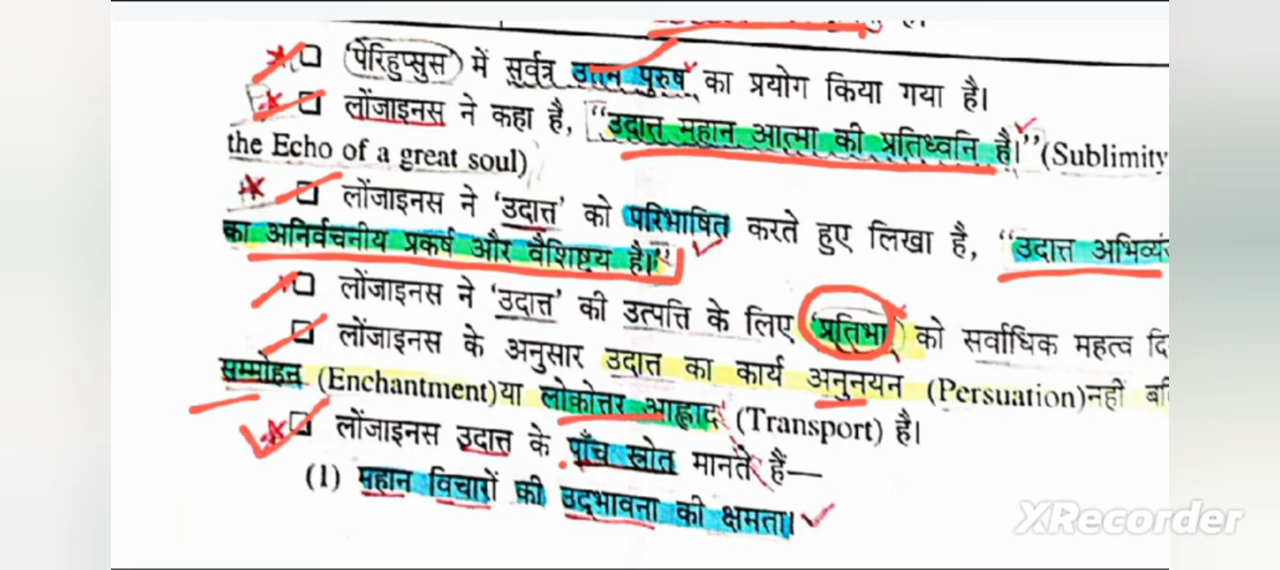 'पेरिहुप्सुस' में सुर्वत्र उत्तम पुरुष का प्रयोग किया गया है।
लोंजाइनस ने कहा है, "उदात्त महान आत्मा की प्रतिध्वनि है।" (Sublimity
the Echo of a great soul)
लोंजाइनस ने 'उदात्त' को परिभाषित करते हुए लिखा है, "उदात्त
का अनिर्वचनीय प्रकर्ष और वैशिष्टय है।"
लोंजाइनस ने 'उदात्त' की उत्पत्ति के लिए 'प्रतिभा' को सर्वाधिक महत्व
लोंजाइनस के अनुसार उदात्त का कार्य अनुनयन (Persuation) नहीं
सम्मोहन (Enchantment) या लोकोत्तर आह्लाद (Transport) है।
लोंजाइनस उदात्त के पाँच स्त्रोत मानते हैं—
(1) महान विचारों की उद्भावना की क्षमता।
XRecorder